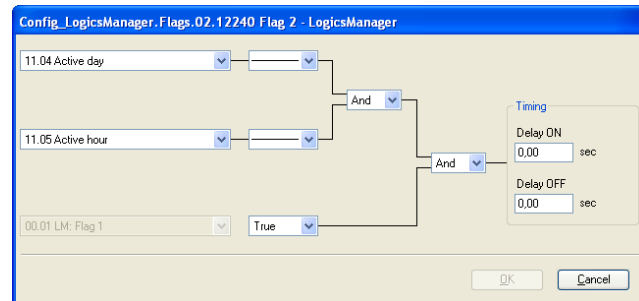 Config_LogicsManager.Flags.02.12240 Flag 2 - LogicsManager
11.04 Active day
And
Timing
Delay ON
11.05 Active hour
0,00 sec
And
Delay OFF
0,00 sec
00.01 LM: Flag 1
True
OK
Cancel